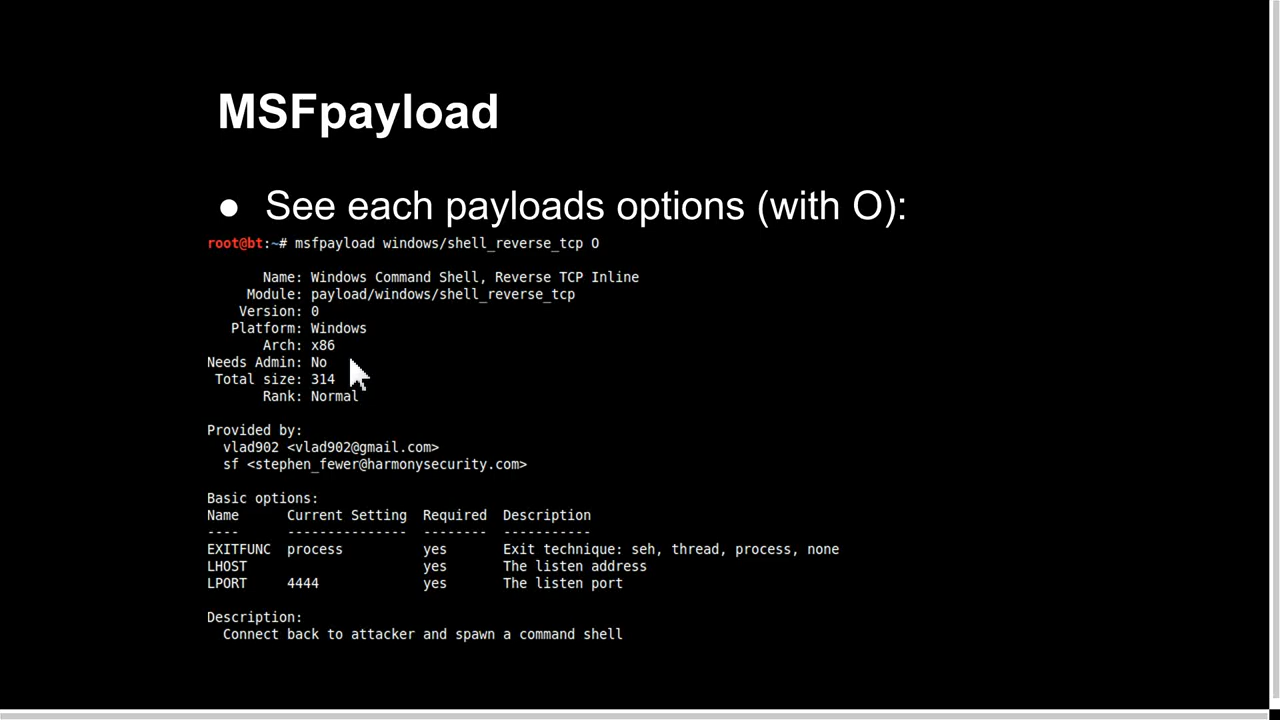 MSFpayload
● See each payloads options (with O):
root@bt:~# msfpayload windows/shell_reverse_tcp O
Name: Windows Command Shell, Reverse TCP Inline
Module: payload/windows/shell_reverse_tcp
Version: 0
Platform: Windows
Arch: x86
Needs Admin: No
Total size: 314
Rank: Normal
Provided by:
vlad902 <vlad902@gmail.com>
sf <stephen_fewer@harmonysecurity.com>
Basic options:
Name Current Setting Required Description
---- --------------- -------- -----------
EXITFUNC process yes Exit technique: seh, thread, process, none
LHOST yes The listen address
LPORT 4444 yes The listen port
Description:
Connect back to attacker and spawn a command shell